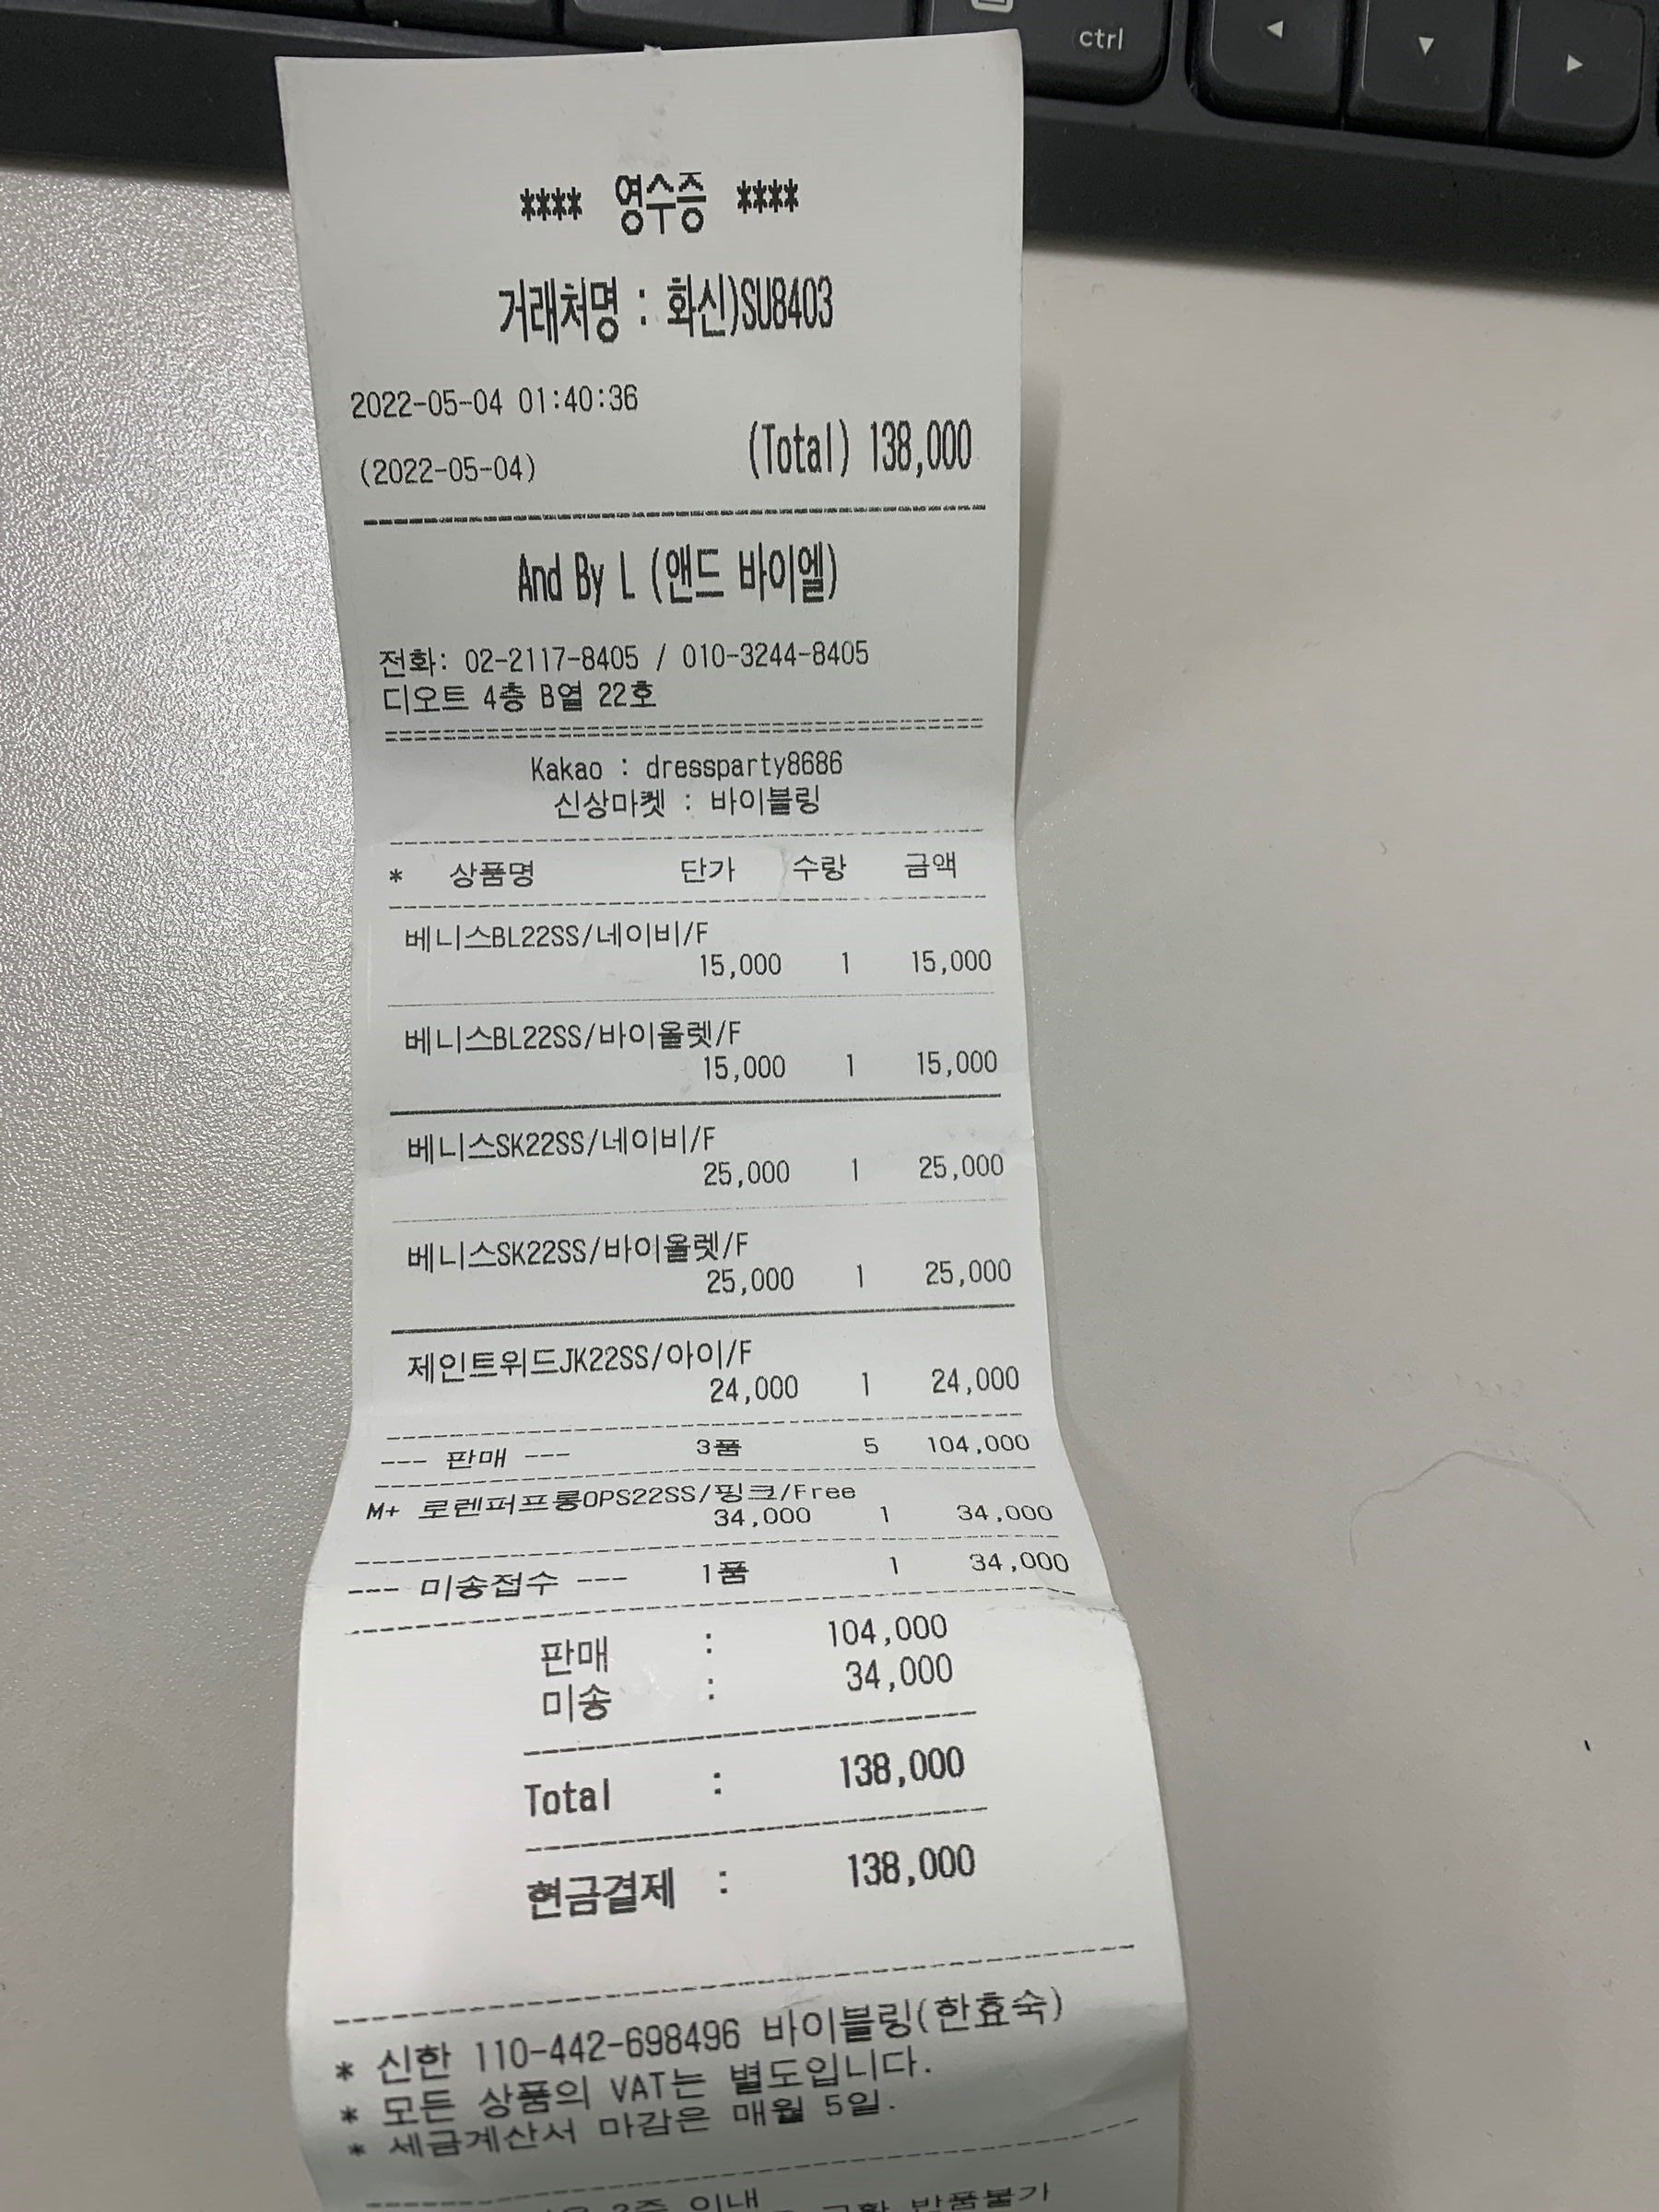 ctrl
**** 영수증 ****
거래처명 : 화신)SU8403
2022-05-04 01:40:36
(2022-05-04) (Total) 138,000
And By L (앤드 바이엘)
전화: 02-2117-8405 / 010-3244-8405
디오트 4층 B열 22호
Kakao : dressparty8686
신상마켓 : 바이블링
* 상품명 단가 수량 금액
베니스BL22SS/네이비/F
15,000 1 15,000
베니스BL22SS/바이올렛/F
15,000 1 15,000
베니스SK22SS/네이비/F
25,000 1 25,000
베니스SK22SS/바이올렛/F
25,000 1 25,000
제인트위드JK22SS/아이/F
24,000 1 24,000
--- 판매 --- 3품 5 104,000
M+ 로렌퍼프롱OPS22SS/핑크/Free
34,000 1 34,000
--- 미송접수 --- 1품 1 34,000
판매 : 104,000
미송 : 34,000
Total : 138,000
현금결제 : 138,000
* 신한 110-442-698496 바이블링(한효숙)
* 모든 상품의 VAT는 별도입니다.
* 세금계산서 마감은 매월 5일.
이내 교환 반품불가